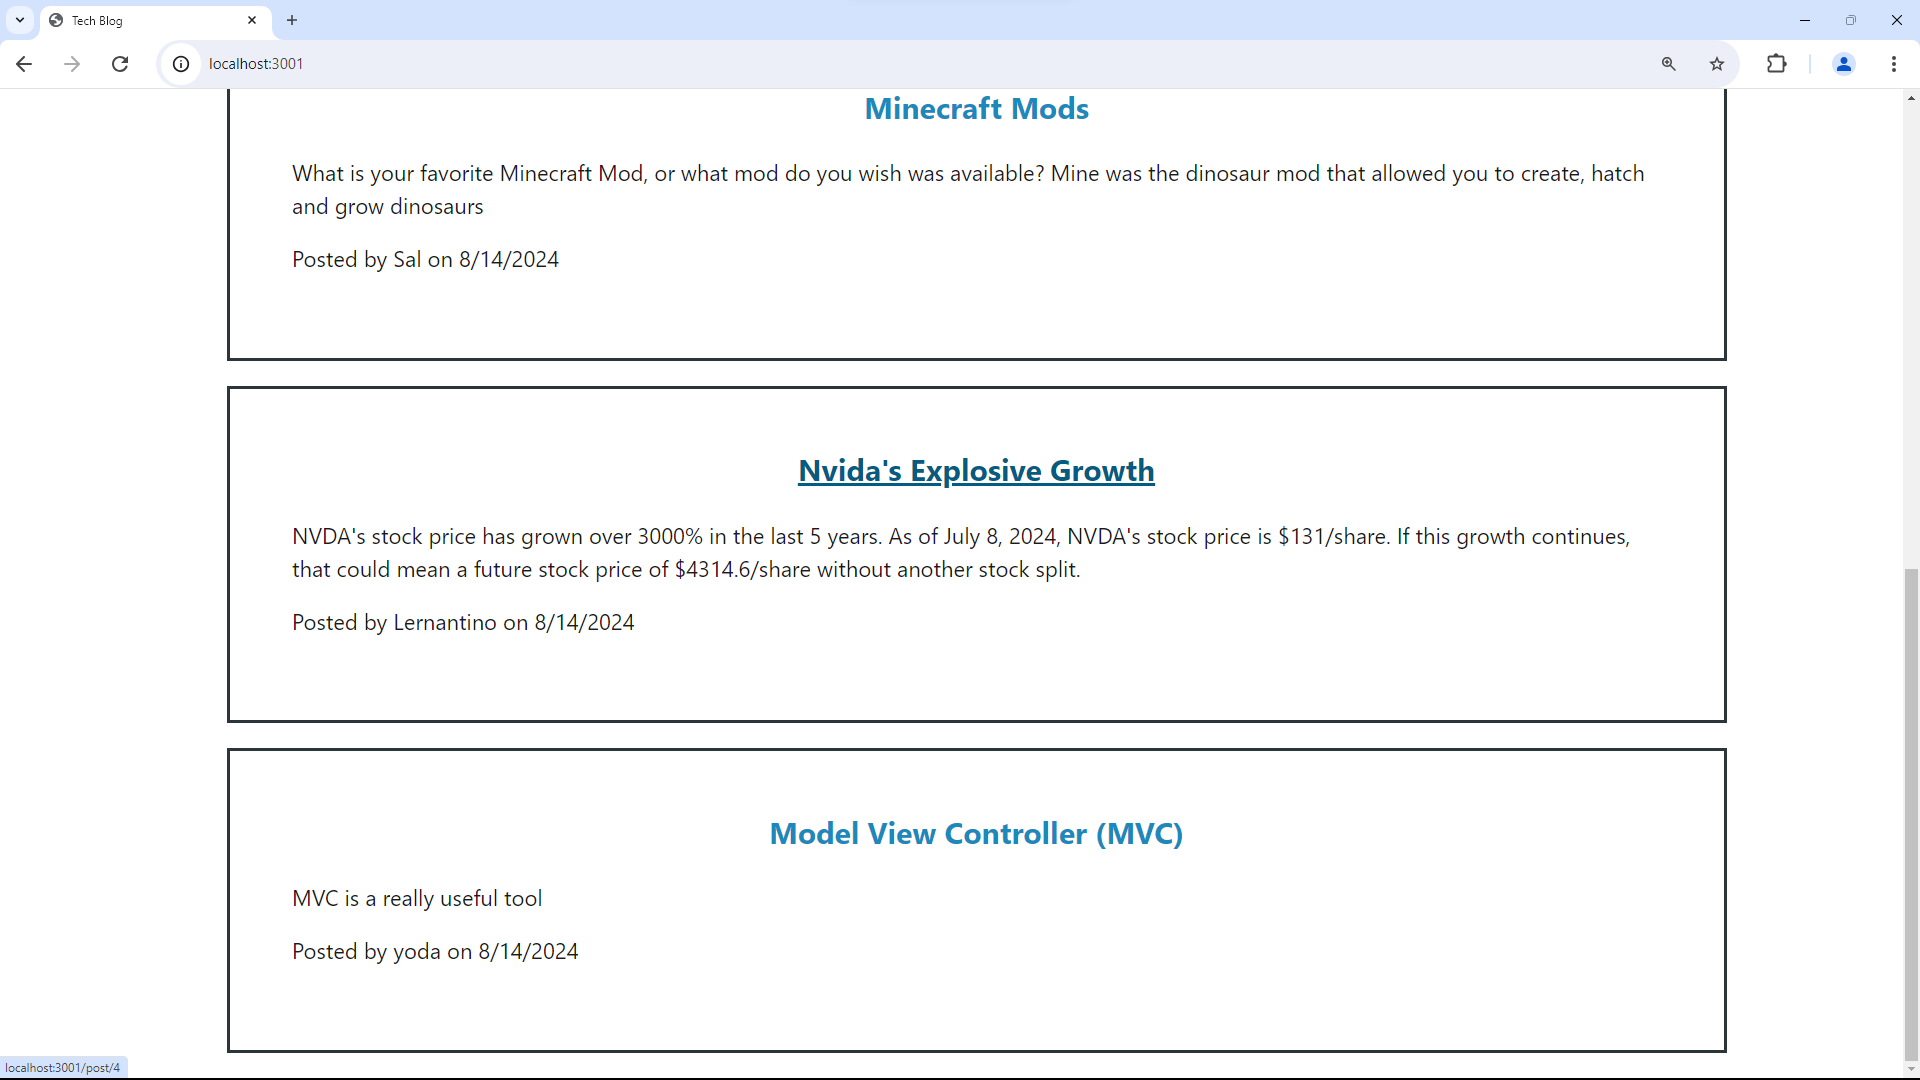 Tech Blog
localhost:3001
Minecraft Mods
What is your favorite Minecraft Mod, or what mod do you wish was available? Mine was the dinosaur mod that allowed you to create, hatch
and grow dinosaurs
Posted by Sal on 8/14/2024
Nvida's Explosive Growth
NVDA's stock price has grown over 3000% in the last 5 years. As of July 8, 2024, NVDA's stock price is $131/share. If this growth continues,
that could mean a future stock price of $4314.6/share without another stock split.
Posted by Lernantino on 8/14/2024
Model View Controller (MVC)
MVC is a really useful tool
Posted by yoda on 8/14/2024
localhost:3001/post/4